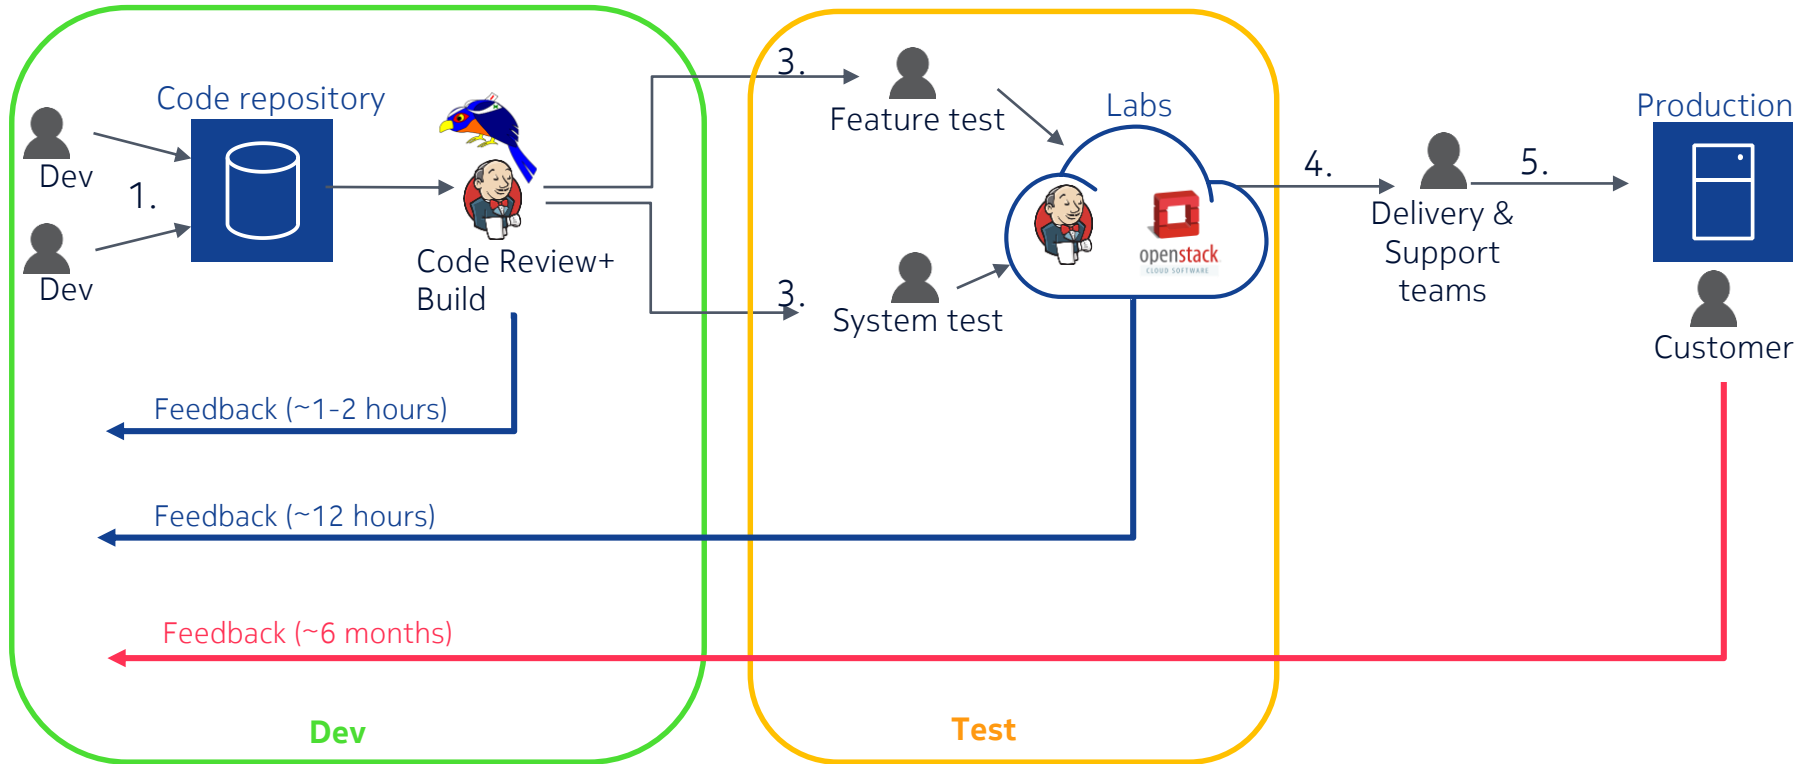 Code repository
Dev
1.
Dev
Code Review+
Build
3.
Feature test
3.
System test
Labs
openstack
CLOUD SOFTWARE
4.
Delivery &
Support
teams
5.
Production
Customer
Feedback (~1-2 hours)
Feedback (~12 hours)
Feedback (~6 months)
Dev
Test